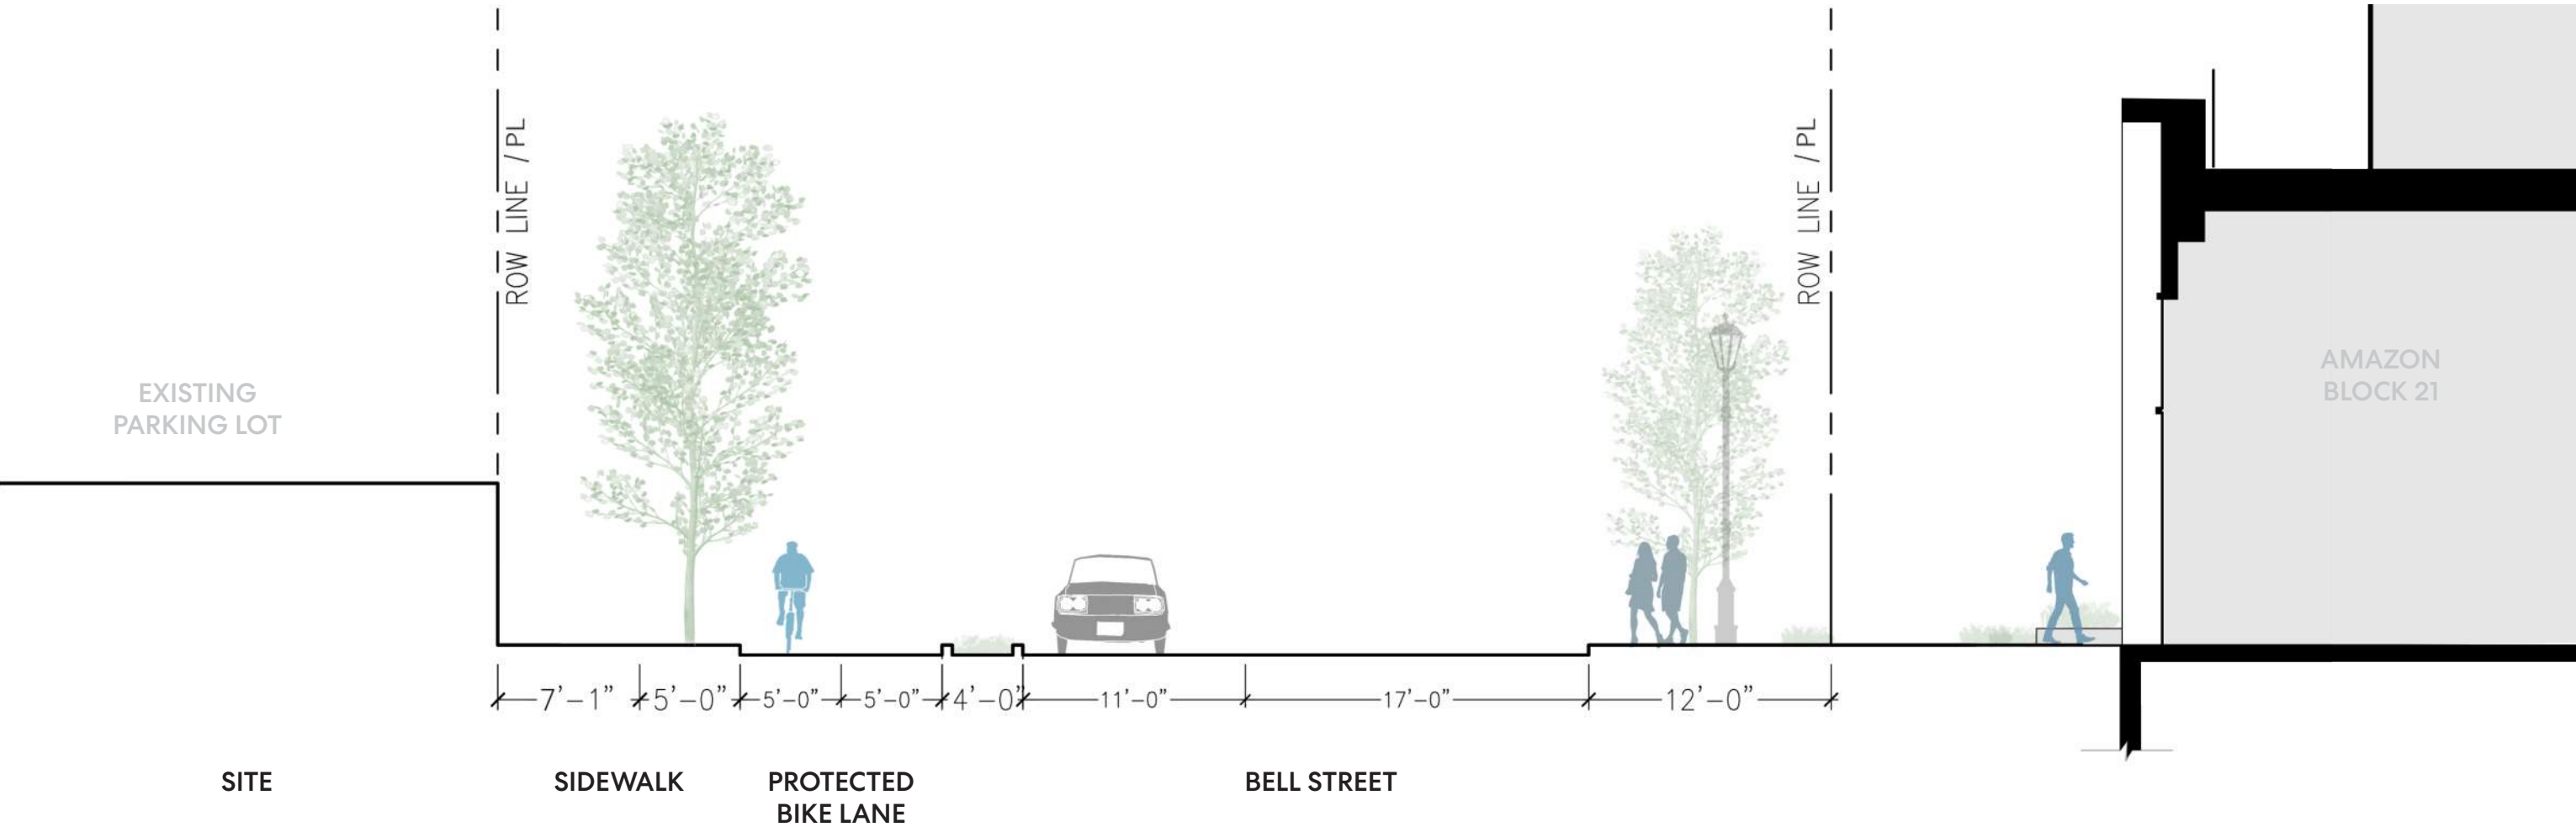 ROW LINE / PL
ROW LINE / PL
EXISTING
PARKING LOT
AMAZON
BLOCK 21
7'-1" 5'-0" 5'-0" 5'-0" 4'-0" 11'-0" 17'-0" 12'-0"
SITE
SIDEWALK
PROTECTED
BIKE LANE
BELL STREET